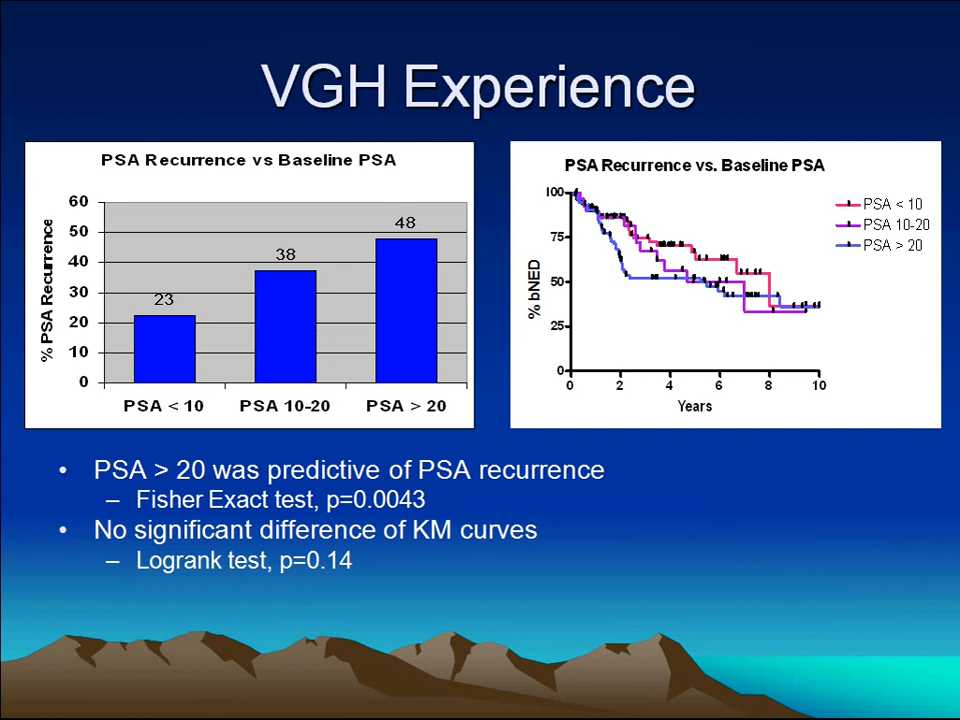 VGH Experience
PSA Recurrence vs Baseline PSA
% PSA Recurrence
60
50
40
30
20
10
0
23
38
48
PSA < 10
PSA 10-20
PSA > 20
PSA Recurrence vs. Baseline PSA
% bNED
100
75
50
25
0
0 2 4 6 8 10
Years
PSA < 10
PSA 10-20
PSA > 20
• PSA > 20 was predictive of PSA recurrence
– Fisher Exact test, p=0.0043
• No significant difference of KM curves
– Logrank test, p=0.14